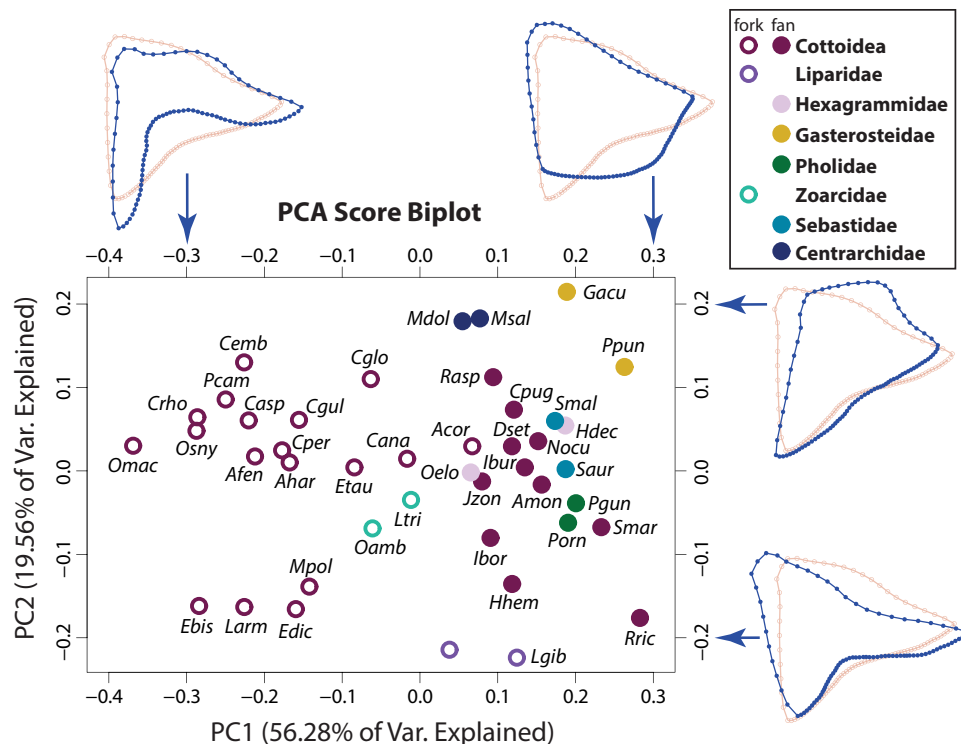 fork fan
Cottoidea
Liparidae
Hexagrammidae
Gasterosteidae
Pholidae
Zoarcidae
Sebastidae
Centrarchidae
PCA Score Biplot
−0.4 −0.3 −0.2 −0.1 0.0 0.1 0.2 0.3
0.2
0.1
0.0
−0.1
−0.2
PC2 (19.56% of Var. Explained)
Gacu
Mdol Msal
Cemb Cglo Ppun
Pcam Rasp
Crho Casp Cgul Cpug Smal
Osny Cper Cana Acor Dset Hdec
Omac Afen Ahar Etau Oelo Ibur Nocu
Saur
Ltri Jzon Amon Pgun
Oamb Porn Smar
Mpol Ibor
Ebis Larm Edic Hhem
Rric
Lgib
0.2
0.1
0.0
−0.1
−0.2
−0.4 −0.3 −0.2 −0.1 0.0 0.1 0.2 0.3
PC1 (56.28% of Var. Explained)